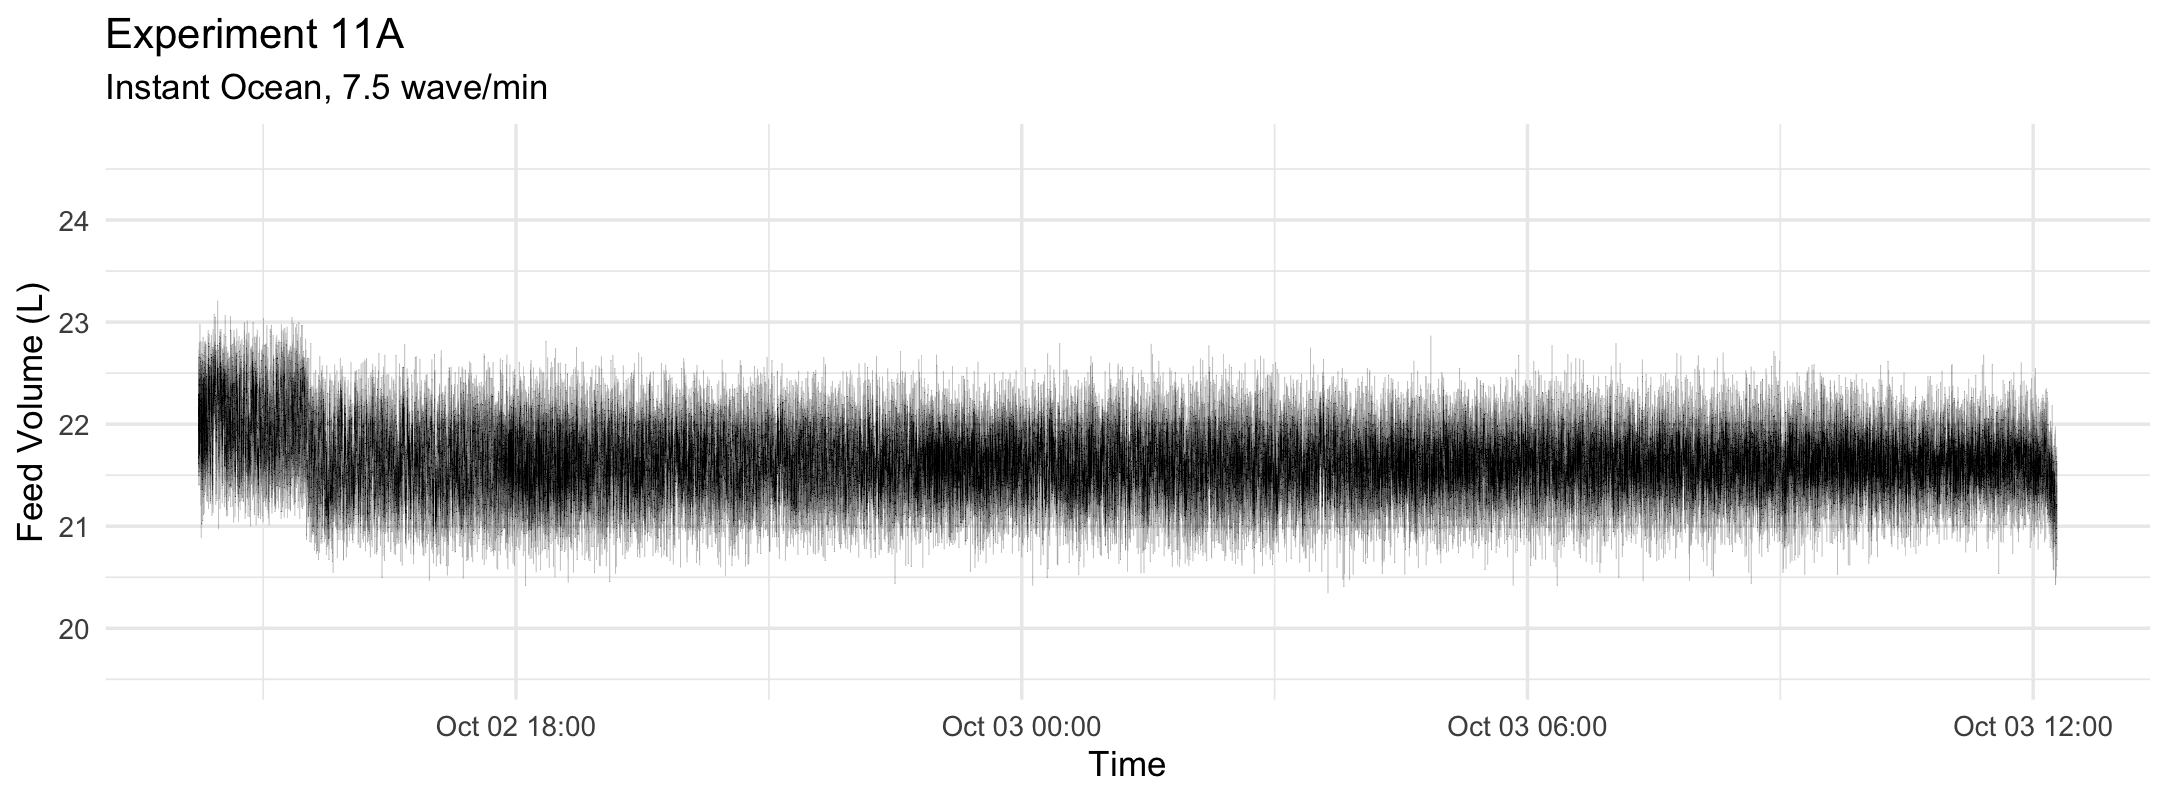 Experiment 11A
Instant Ocean, 7.5 wave/min
Feed Volume (L)
24
23
22
21
20
Oct 02 18:00 Oct 03 00:00 Oct 03 06:00 Oct 03 12:00
Time